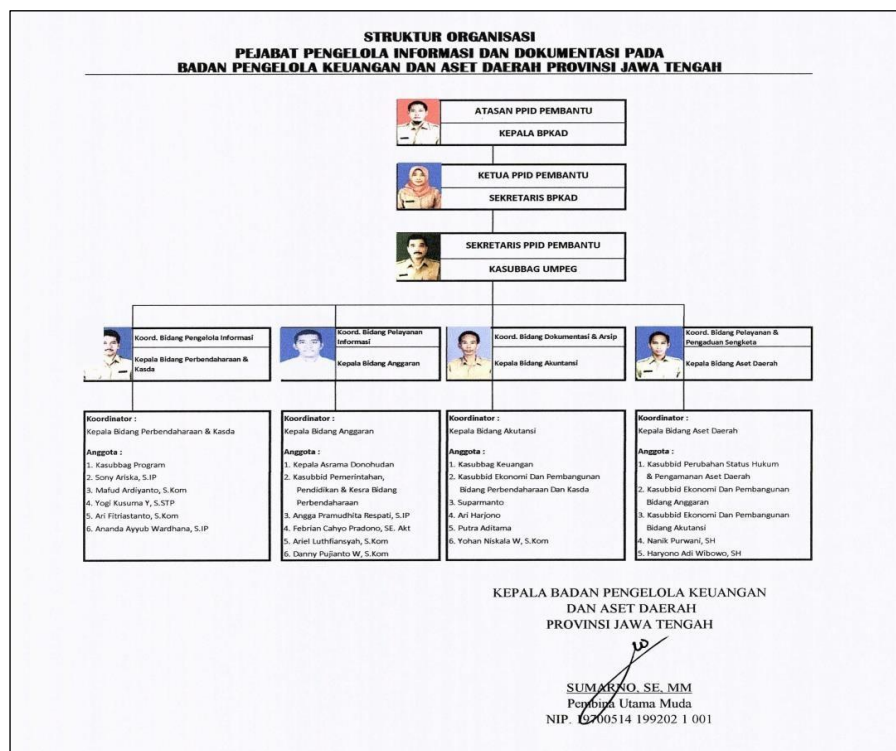 STRUKTUR ORGANISASI
PEJABAT PENGELOLA INFORMASI DAN DOKUMENTASI PADA
BADAN PENGELOLA KEUANGAN DAN ASET DAERAH PROVINSI JAWA TENGAH
ATASAN PPID PEMBANTU
KEPALA BPKAD
KETUA PPID PEMBANTU
SEKRETARIS BPKAD
SEKRETARIS PPID PEMBANTU
KASUBBAG UMPEG
Koord. Bidang Pengelola Informasi
Kepala Bidang Perbendaharaan &
Kasda
Koord. Bidang Pelayanan
Informasi
Kepala Bidang Anggaran
Koord. Bidang Dokumentasi & Arsip
Kepala Bidang Akuntansi
Koord. Bidang Pelayanan &
Pengaduan Sengketa
Kepala Bidang Aset Daerah
Koordinator :
Kepala Bidang Perbendaharaan & Kasda
Anggota :
1. Kasubbag Program
2. Sony Ariska, S.IP
3. Mafud Ardiyanto, S.Kom
4. Yogi Kusuma Y, S.STP
5. Ari Fitriastanto, S.Kom
6. Ananda Ayyub Wardhana, S.IP
Koordinator :
Kepala Bidang Anggaran
Anggota :
1. Kepala Asrama Donohudan
2. Kasubbid Pemerintahan,
Pendidikan & Kesra Bidang
Perbendaharaan
3. Angga Pramudhita Respati, S.IP
4. Febrian Cahyo Pradono, SE. Akt
5. Ariel Luthfiansyah, S.Kom
6. Danny Pujianto W, S.Kom
Koordinator :
Kepala Bidang Akutansi
Anggota :
1. Kasubbag Keuangan
2. Kasubbid Ekonomi Dan Pembangunan
Bidang Perbendaharaan Dan Kasda
3. Suparmanto
4. Ari Harjono
5. Putra Aditama
6. Yohan Niskala W, S.Kom
Koordinator :
Kepala Bidang Aset Daerah
Anggota :
1. Kasubbid Perubahan Status Hukum
& Pengamanan Aset Daerah
2. Kasubbid Ekonomi Dan Pembangunan
Bidang Anggaran
3. Kasubbid Ekonomi Dan Pembangunan
Bidang Akutansi
4. Nanik Purwani, SH
5. Haryono Adi Wibowo, SH
KEPALA BADAN PENGELOLA KEUANGAN
DAN ASET DAERAH
PROVINSI JAWA TENGAH
SUMARNO, SE, MM
Pembina Utama Muda
NIP. 19700514 199202 1 001